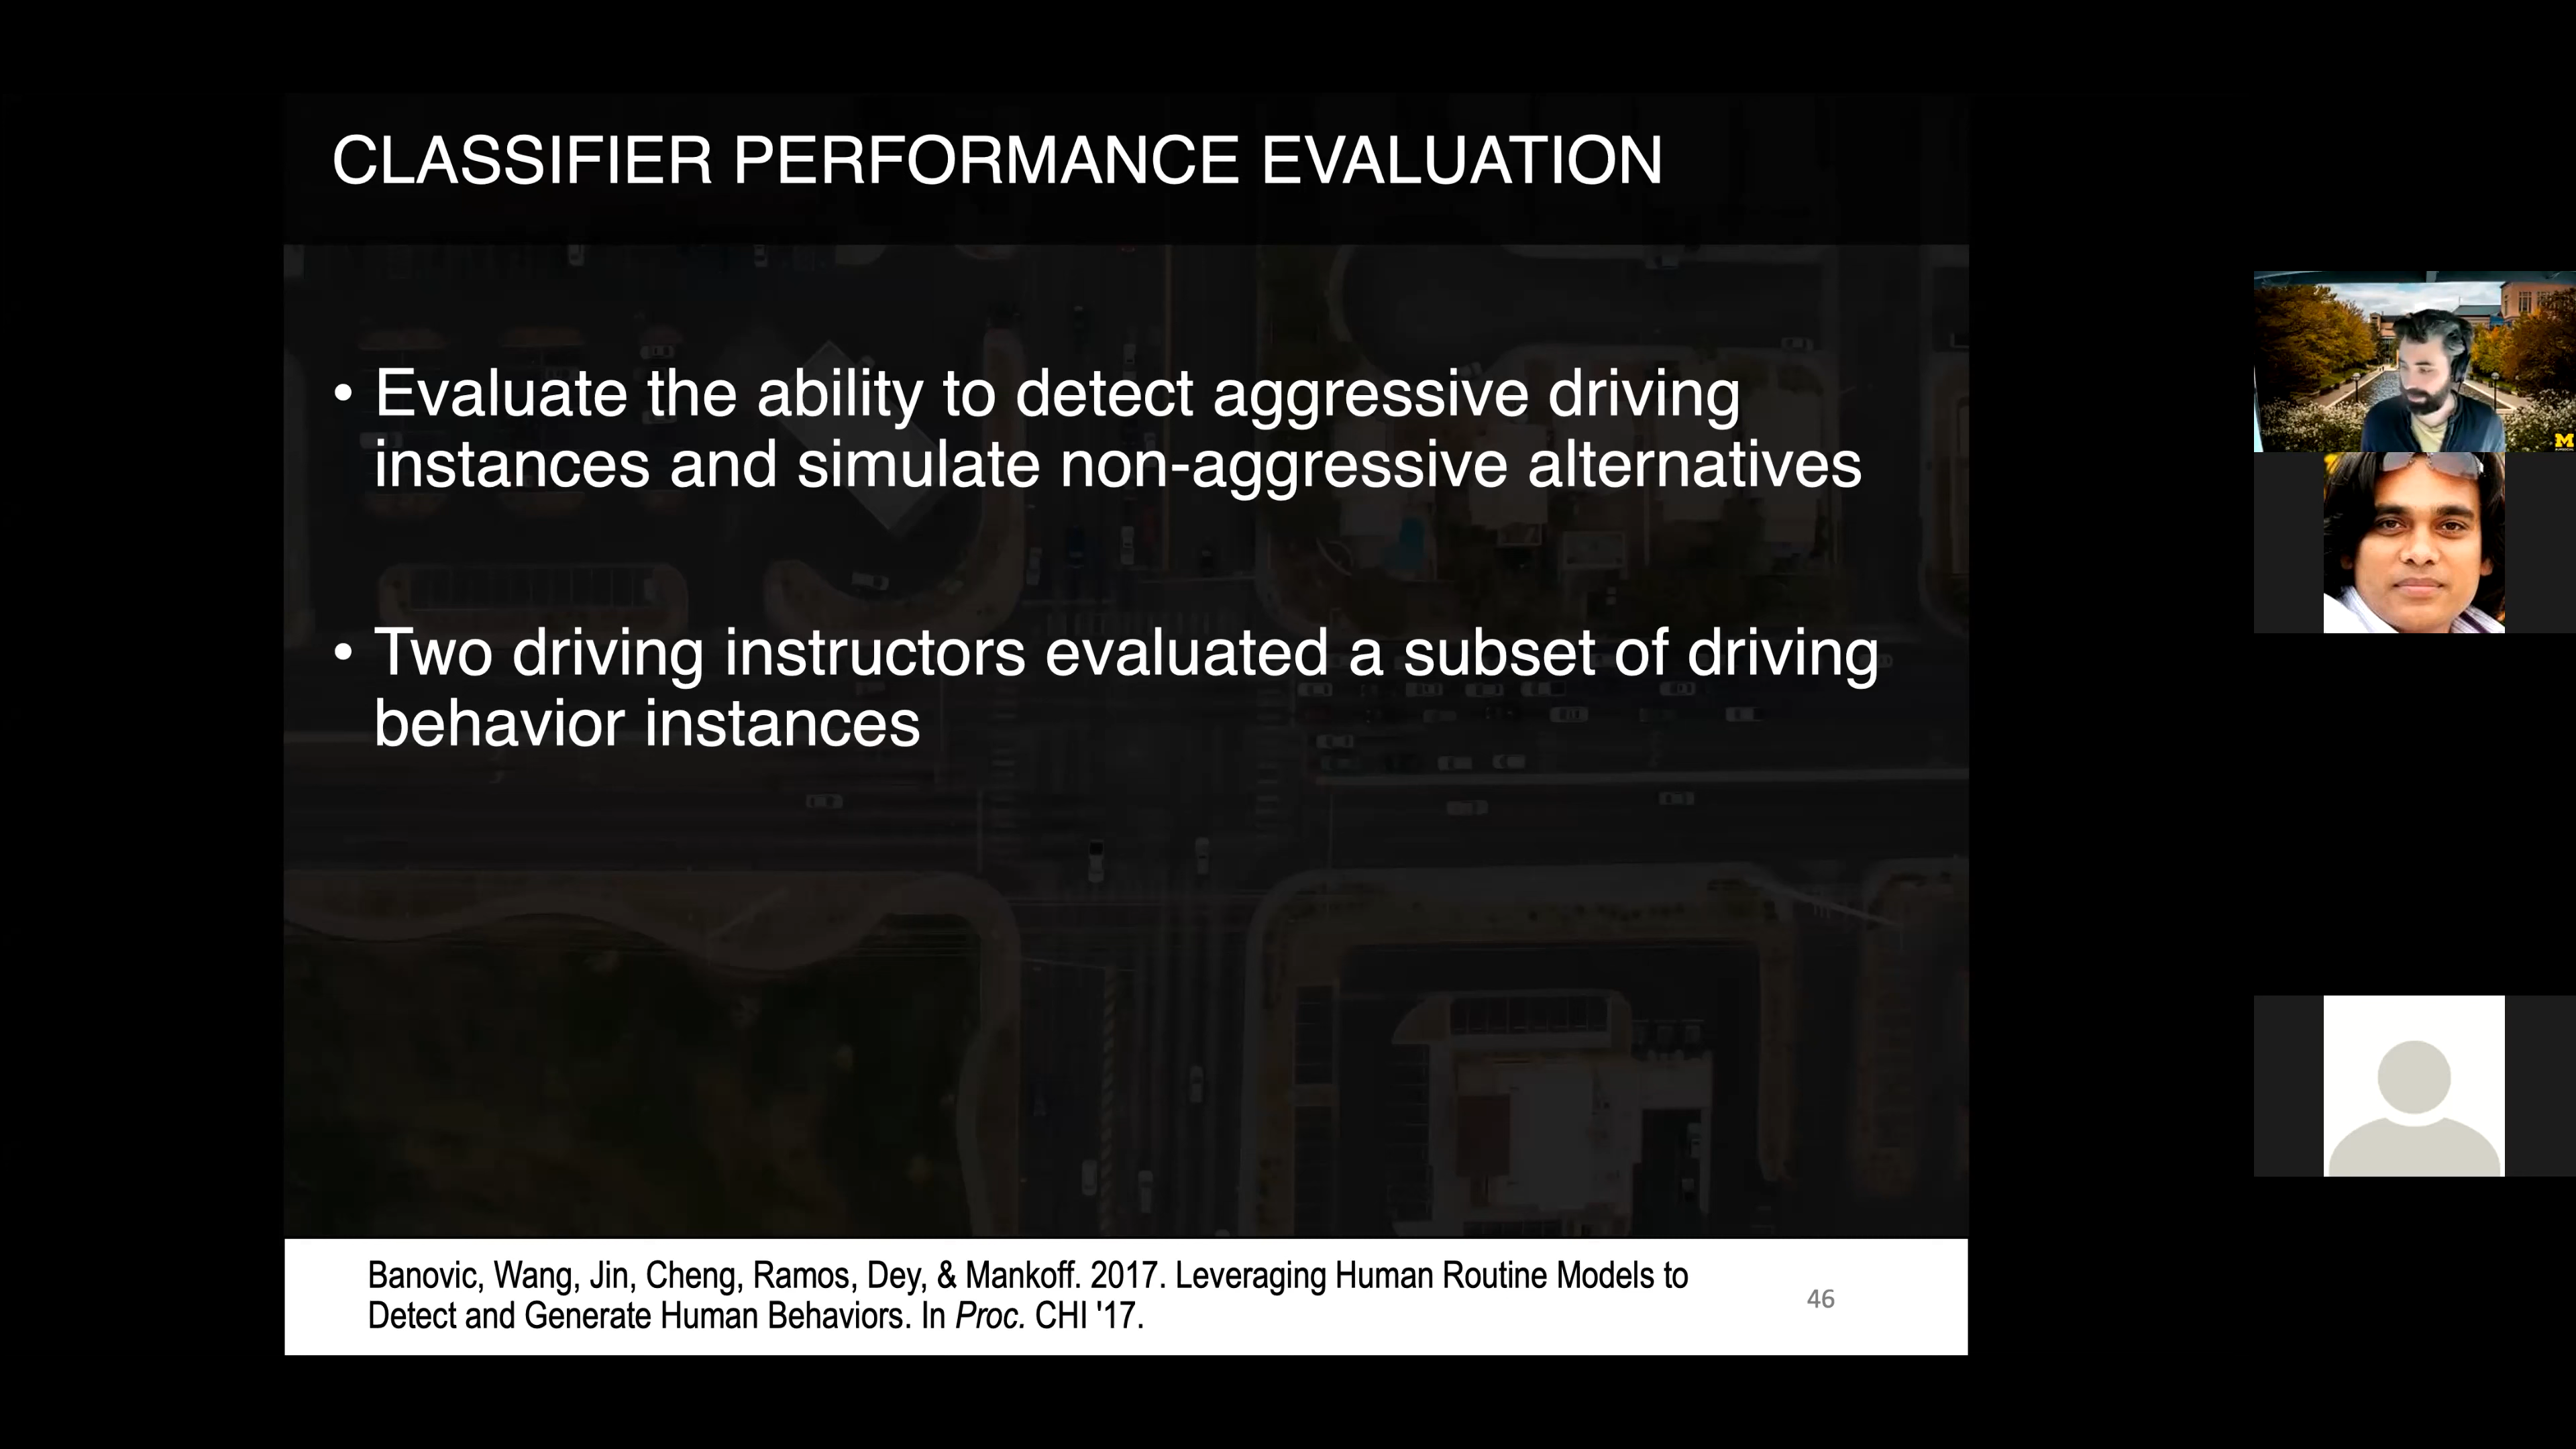 CLASSIFIER PERFORMANCE EVALUATION
• Evaluate the ability to detect aggressive driving
instances and simulate non-aggressive alternatives
• Two driving instructors evaluated a subset of driving
behavior instances
M
Banovic, Wang, Jin, Cheng, Ramos, Dey, & Mankoff. 2017. Leveraging Human Routine Models to
Detect and Generate Human Behaviors. In Proc. CHI '17.
46